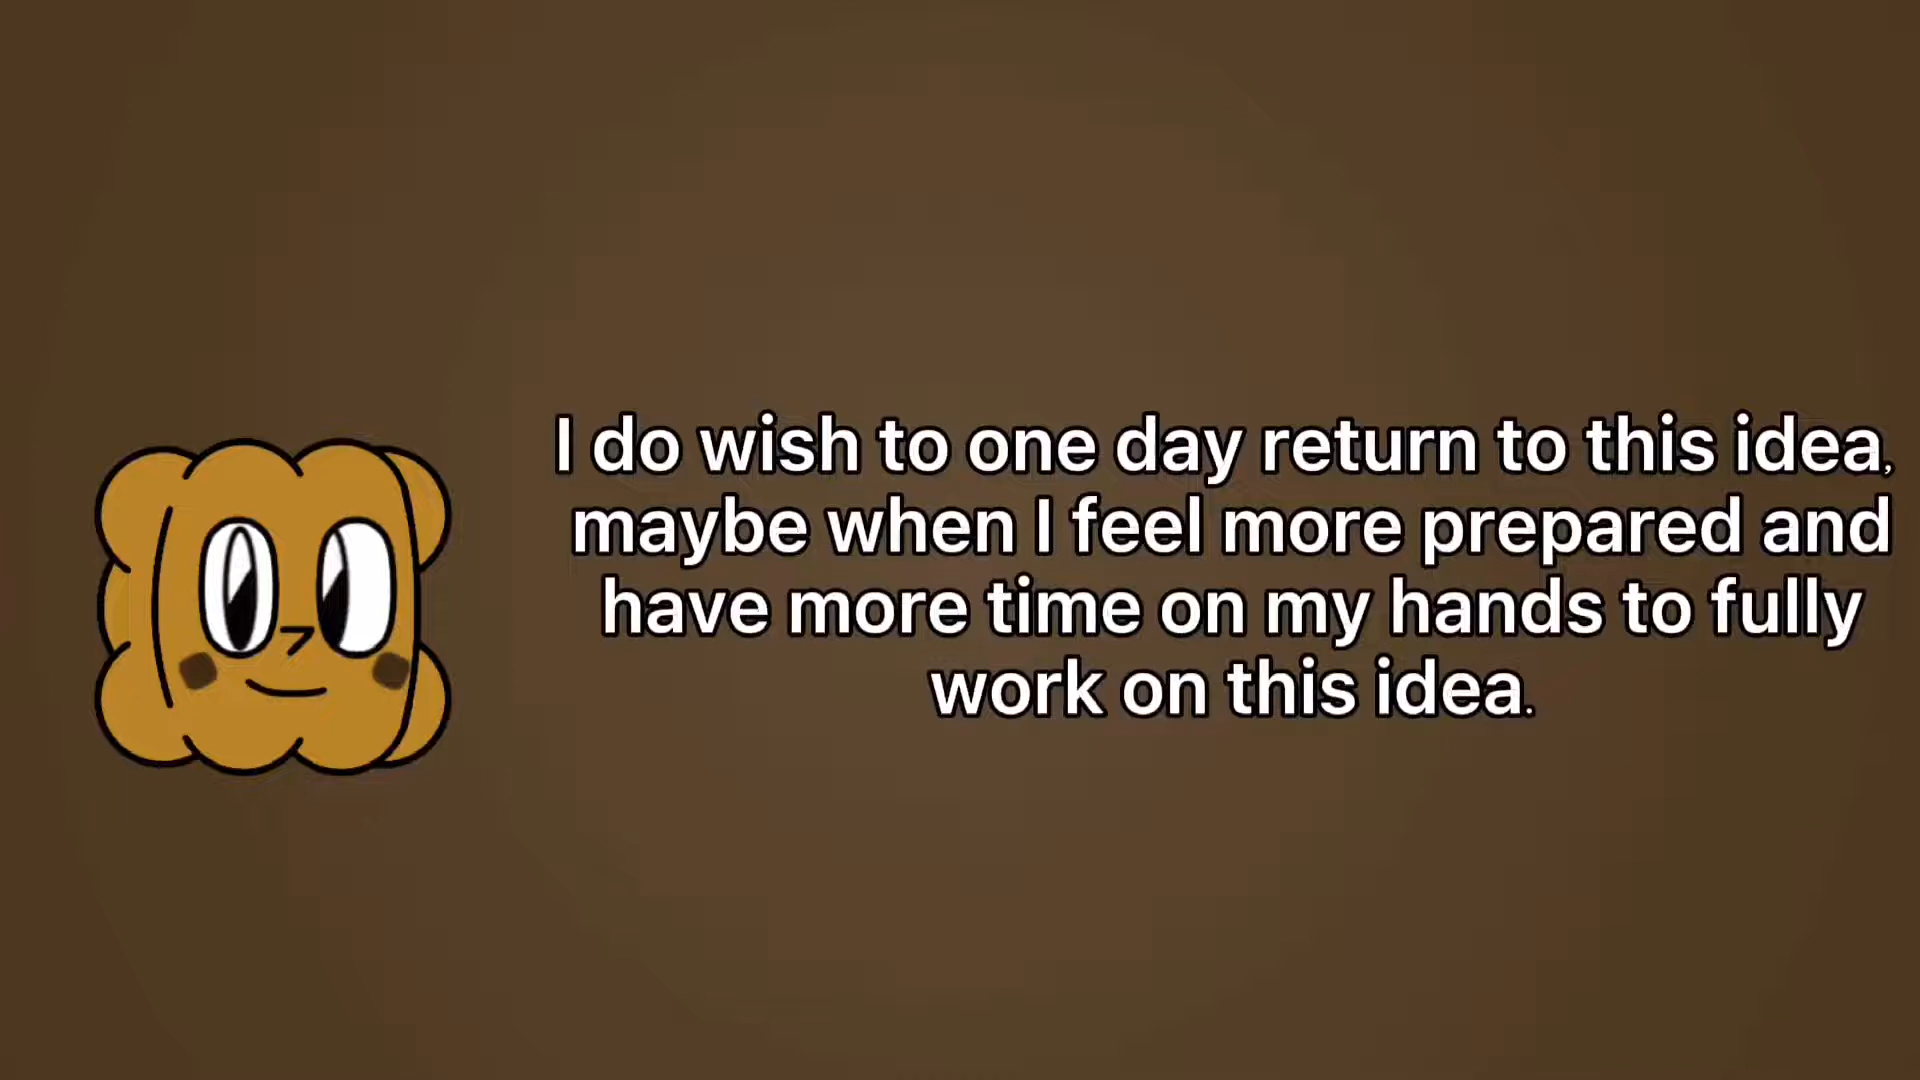 I do wish to one day return to this idea,
maybe when I feel more prepared and
have more time on my hands to fully
work on this idea.